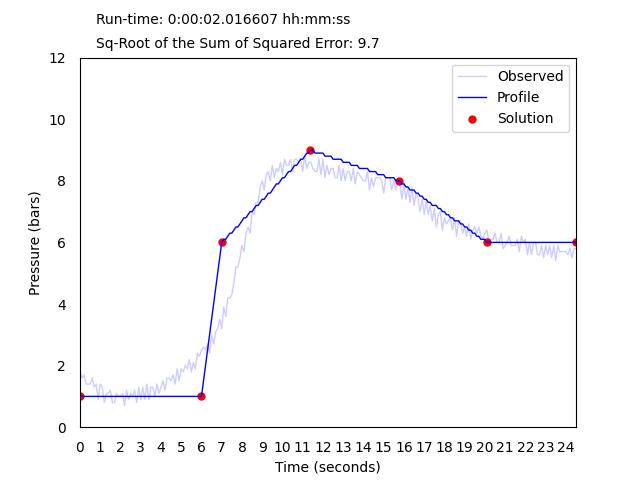 Run-time: 0:00:02.016607 hh:mm:ss
Sq-Root of the Sum of Squared Error: 9.7
12
10
8
6
4
2
0
Pressure (bars)
Observed
Profile
Solution
0 1 2 3 4 5 6 7 8 9 10 11 12 13 14 15 16 17 18 19 20 21 22 23 24
Time (seconds)